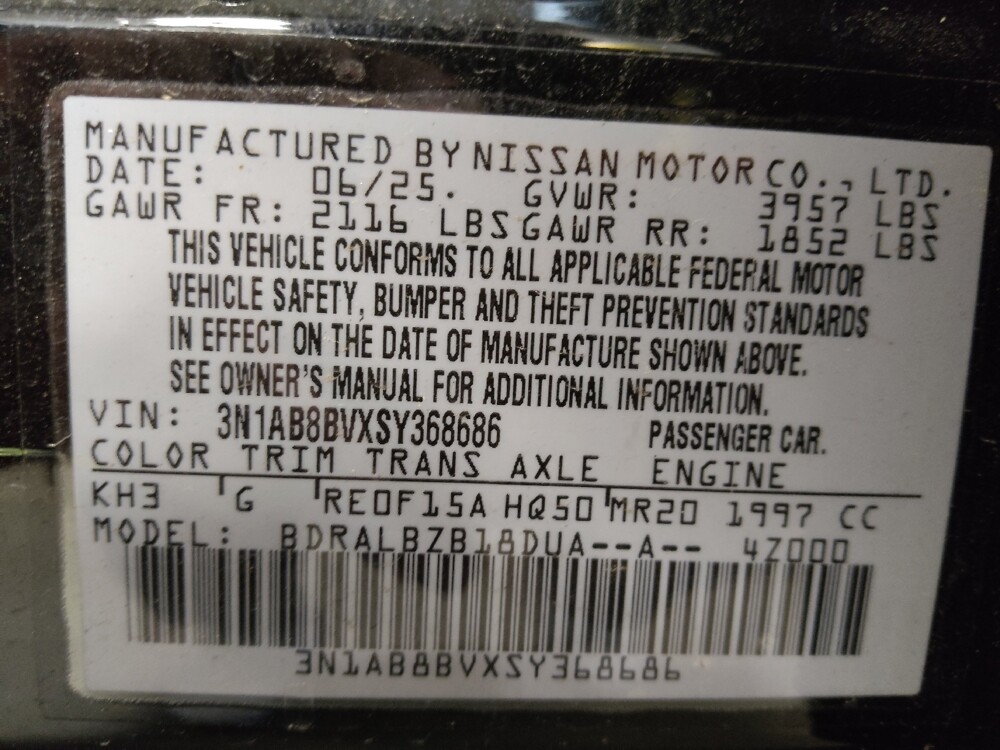 MANUFACTURED BY NISSAN MOTOR CO., LTD.
DATE: 06/25. GVWR: 3957 LBS
GAWR FR: 2116 LBS GAWR RR: 1852 LBS
THIS VEHICLE CONFORMS TO ALL APPLICABLE FEDERAL MOTOR
VEHICLE SAFETY, BUMPER AND THEFT PREVENTION STANDARDS
IN EFFECT ON THE DATE OF MANUFACTURE SHOWN ABOVE.
SEE OWNER'S MANUAL FOR ADDITIONAL INFORMATION.
VIN: 3N1AB8BVXSY368686 PASSENGER CAR.
COLOR TRIM TRANS AXLE ENGINE
KH3 G RE0F15A HQ50 MR20 1997 CC
MODEL: BDRALBZB18DUA--A-- 4Z000
3N1AB8BVXSY368686